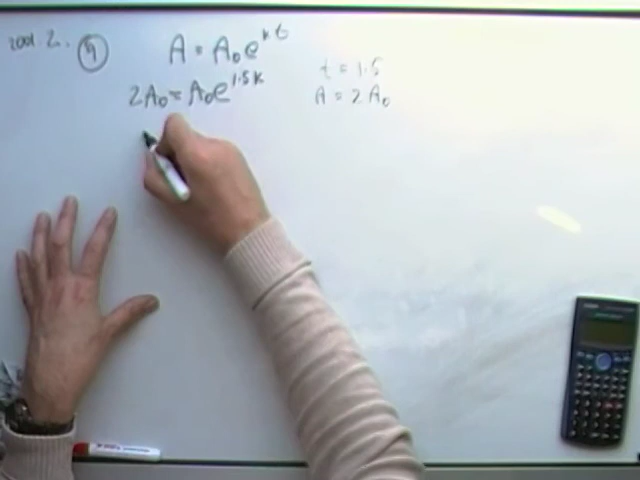 2001. 2. 9 A = A₀e^kt
t = 1.5
2A₀ = A₀e^1.5k A = 2A₀